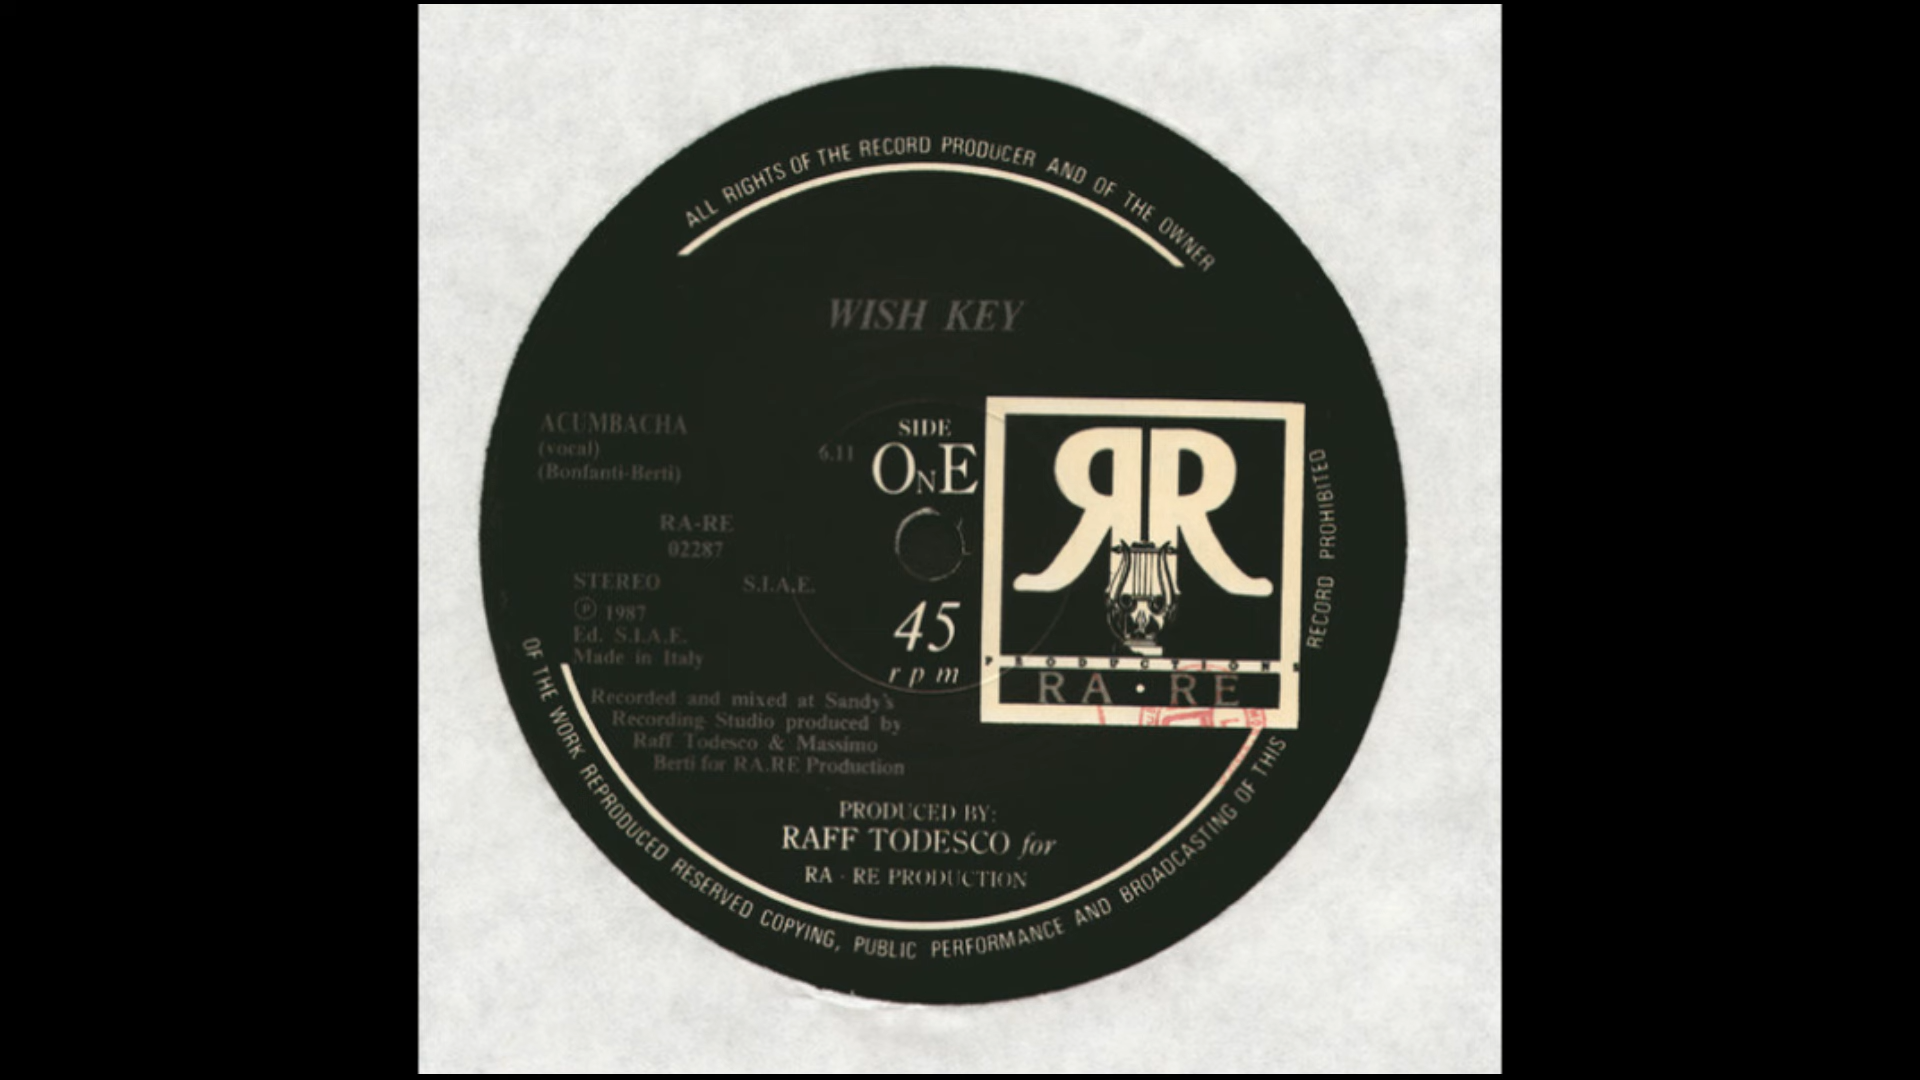 ALL RIGHTS OF THE RECORD PRODUCER AND OF THE OWNER
WISH KEY
ACUMBACHA
(vocal)
(Bonfanti-Berti)
6.11
SIDE
ONE
RA-RE
02287
STEREO S.I.A.E.
℗ 1987
Ed. S.I.A.E.
Made in Italy
45
rpm
RR
PRODUCTIONS
RA·RE
Recorded and mixed at Sandy's
Recording Studio produced by
Raff Todesco & Massimo
Berti for RA.RE Production
PRODUCED BY:
RAFF TODESCO for
RA - RE PRODUCTION
OF THE WORK REPRODUCED RESERVED COPYING, PUBLIC PERFORMANCE AND BROADCASTING OF THIS
RECORD PROHIBITED